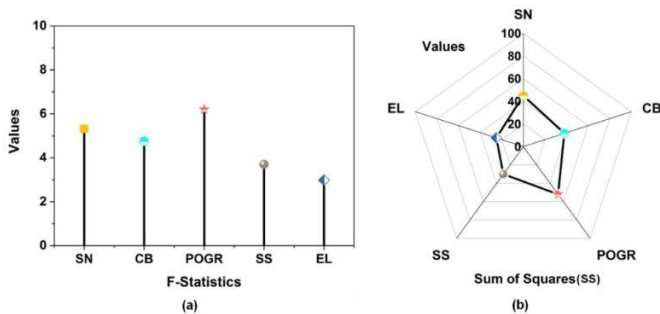 10
8
6
4
2
0
Values
SN
CB
POGR
SS
EL
F-Statistics
(a)
SN
100
80
60
40
20
0
Values
EL
CB
SS
POGR
Sum of Squares(SS)
(b)